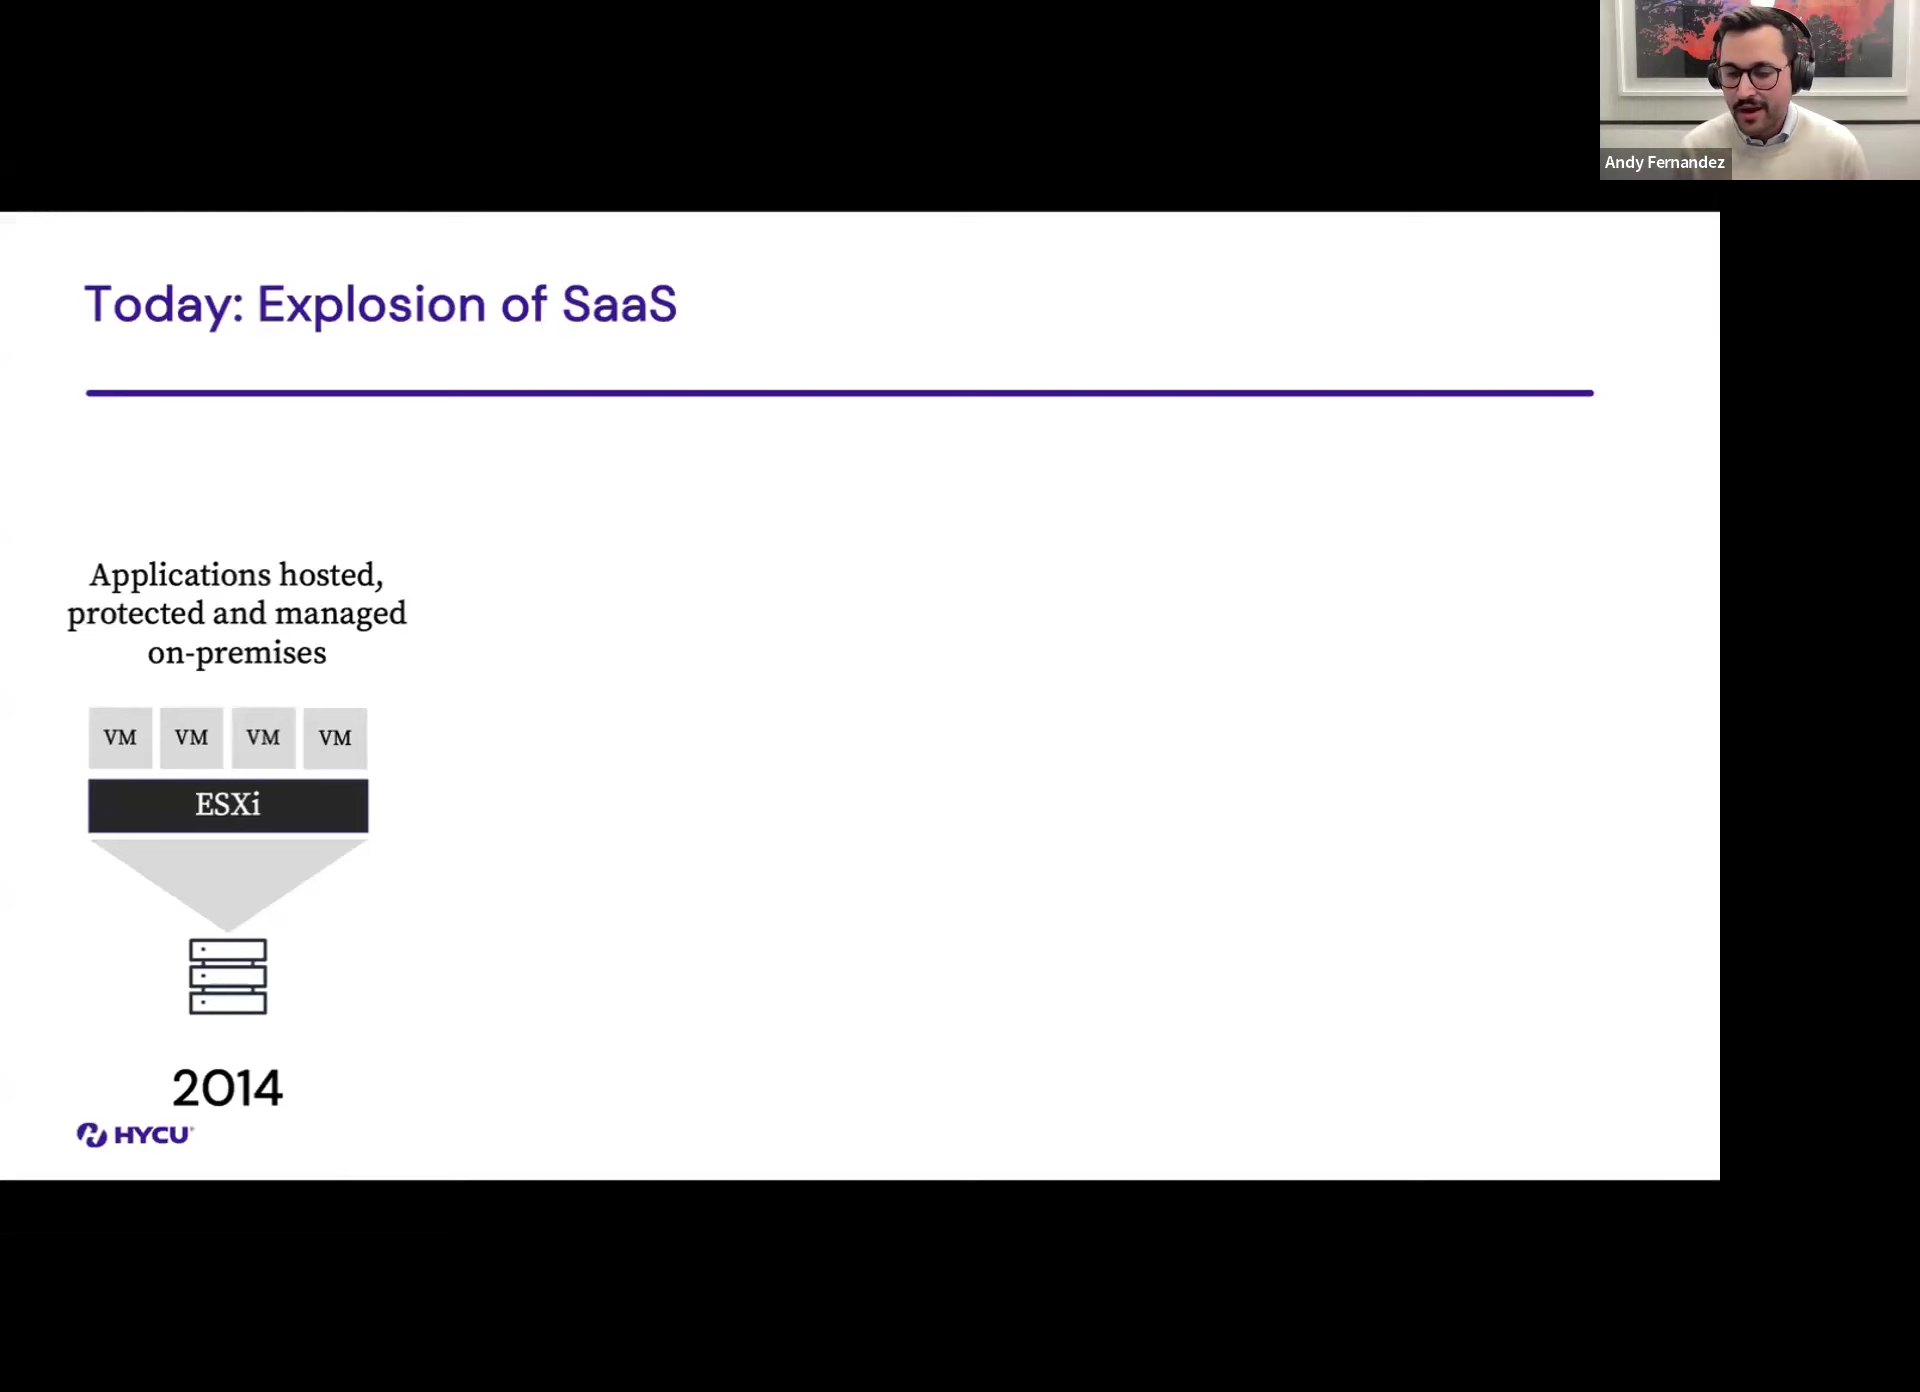 Andy Fernandez
Today: Explosion of SaaS
Applications hosted,
protected and managed
on-premises
VM VM VM VM
ESXi
2014
HYCU